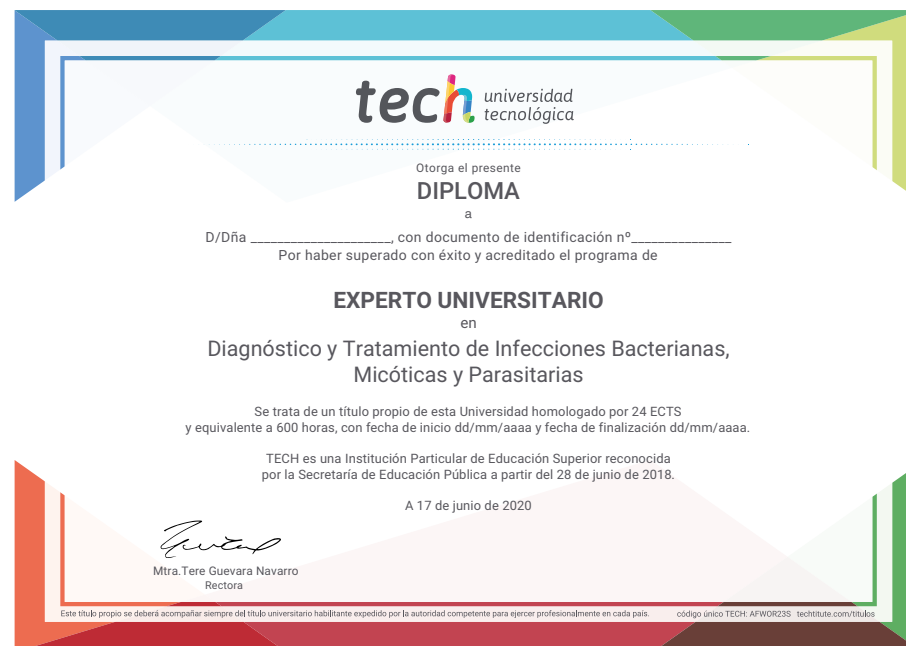 tech universidad
tecnológica
Otorga el presente
DIPLOMA
a
D/Dña ______________________, con documento de identificación nº________________
Por haber superado con éxito y acreditado el programa de
EXPERTO UNIVERSITARIO
en
Diagnóstico y Tratamiento de Infecciones Bacterianas,
Micóticas y Parasitarias
Se trata de un título propio de esta Universidad homologado por 24 ECTS
y equivalente a 600 horas, con fecha de inicio dd/mm/aaaa y fecha de finalización dd/mm/aaaa.
TECH es una Institución Particular de Educación Superior reconocida
por la Secretaría de Educación Pública a partir del 28 de junio de 2018.
A 17 de junio de 2020
Mtra.Tere Guevara Navarro
Rectora
Este título propio se deberá acompañar siempre del título universitario habilitante expedido por la autoridad competente para ejercer profesionalmente en cada país. código único TECH: AFWOR23S techtitute.com/titulos